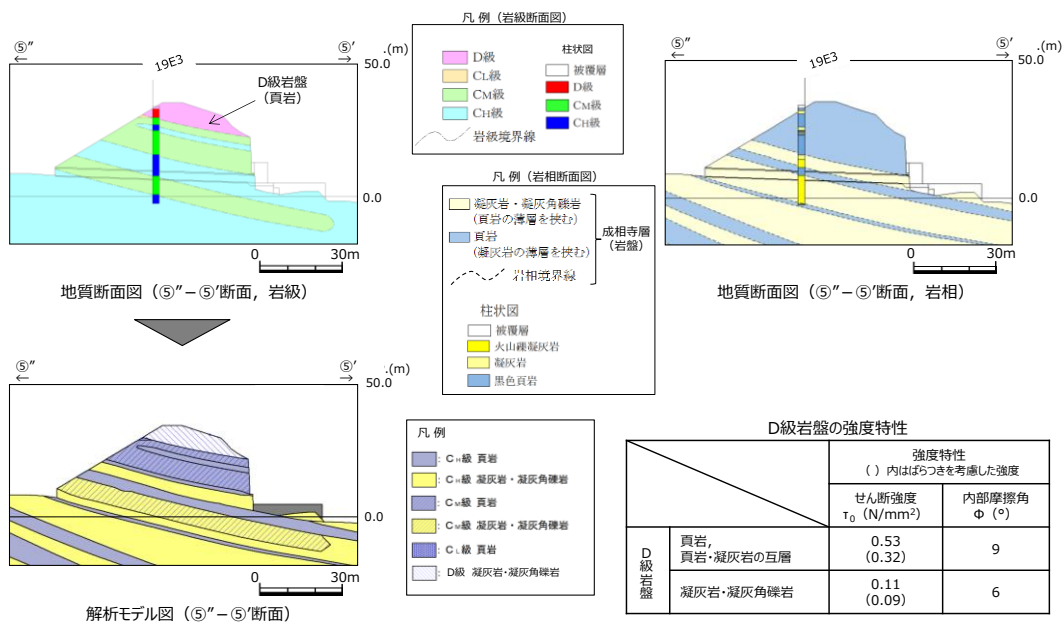 ⑤”
⑤’
19E3
.(m)
50.0
D級岩盤
(頁岩)
0.0
0
30m
地質断面図（⑤”－⑤’断面，岩級）
凡 例（岩級断面図）
D級
CL級
CM級
CH級
岩級境界線
柱状図
被覆層
D級
CM級
CH級
凡 例（岩相断面図）
凝灰岩・凝灰角礫岩
(頁岩の薄層を挟む)
頁岩
(凝灰岩の薄層を挟む)
岩相境界線
成相寺層
(岩盤)
柱状図
被覆層
火山礫凝灰岩
凝灰岩
黒色頁岩
⑤”
⑤’
19E3
.(m)
50.0
0.0
0
30m
地質断面図（⑤”－⑤’断面，岩相）
⑤”
⑤’
.(m)
50.0
0.0
0
30m
解析モデル図（⑤”－⑤’断面）
凡 例
: CH級 頁岩
: CH級 凝灰岩・凝灰角礫岩
: CM級 頁岩
: CM級 凝灰岩・凝灰角礫岩
: CL級 頁岩
: D級 凝灰岩・凝灰角礫岩
D級岩盤の強度特性
強度特性
（ ）内はばらつきを考慮した強度
せん断強度
τ0（N/mm2）
内部摩擦角
Φ（°）
D級岩盤
頁岩，
頁岩・凝灰岩の互層
0.53
（0.32）
9
凝灰岩・凝灰角礫岩
0.11
（0.09）
6